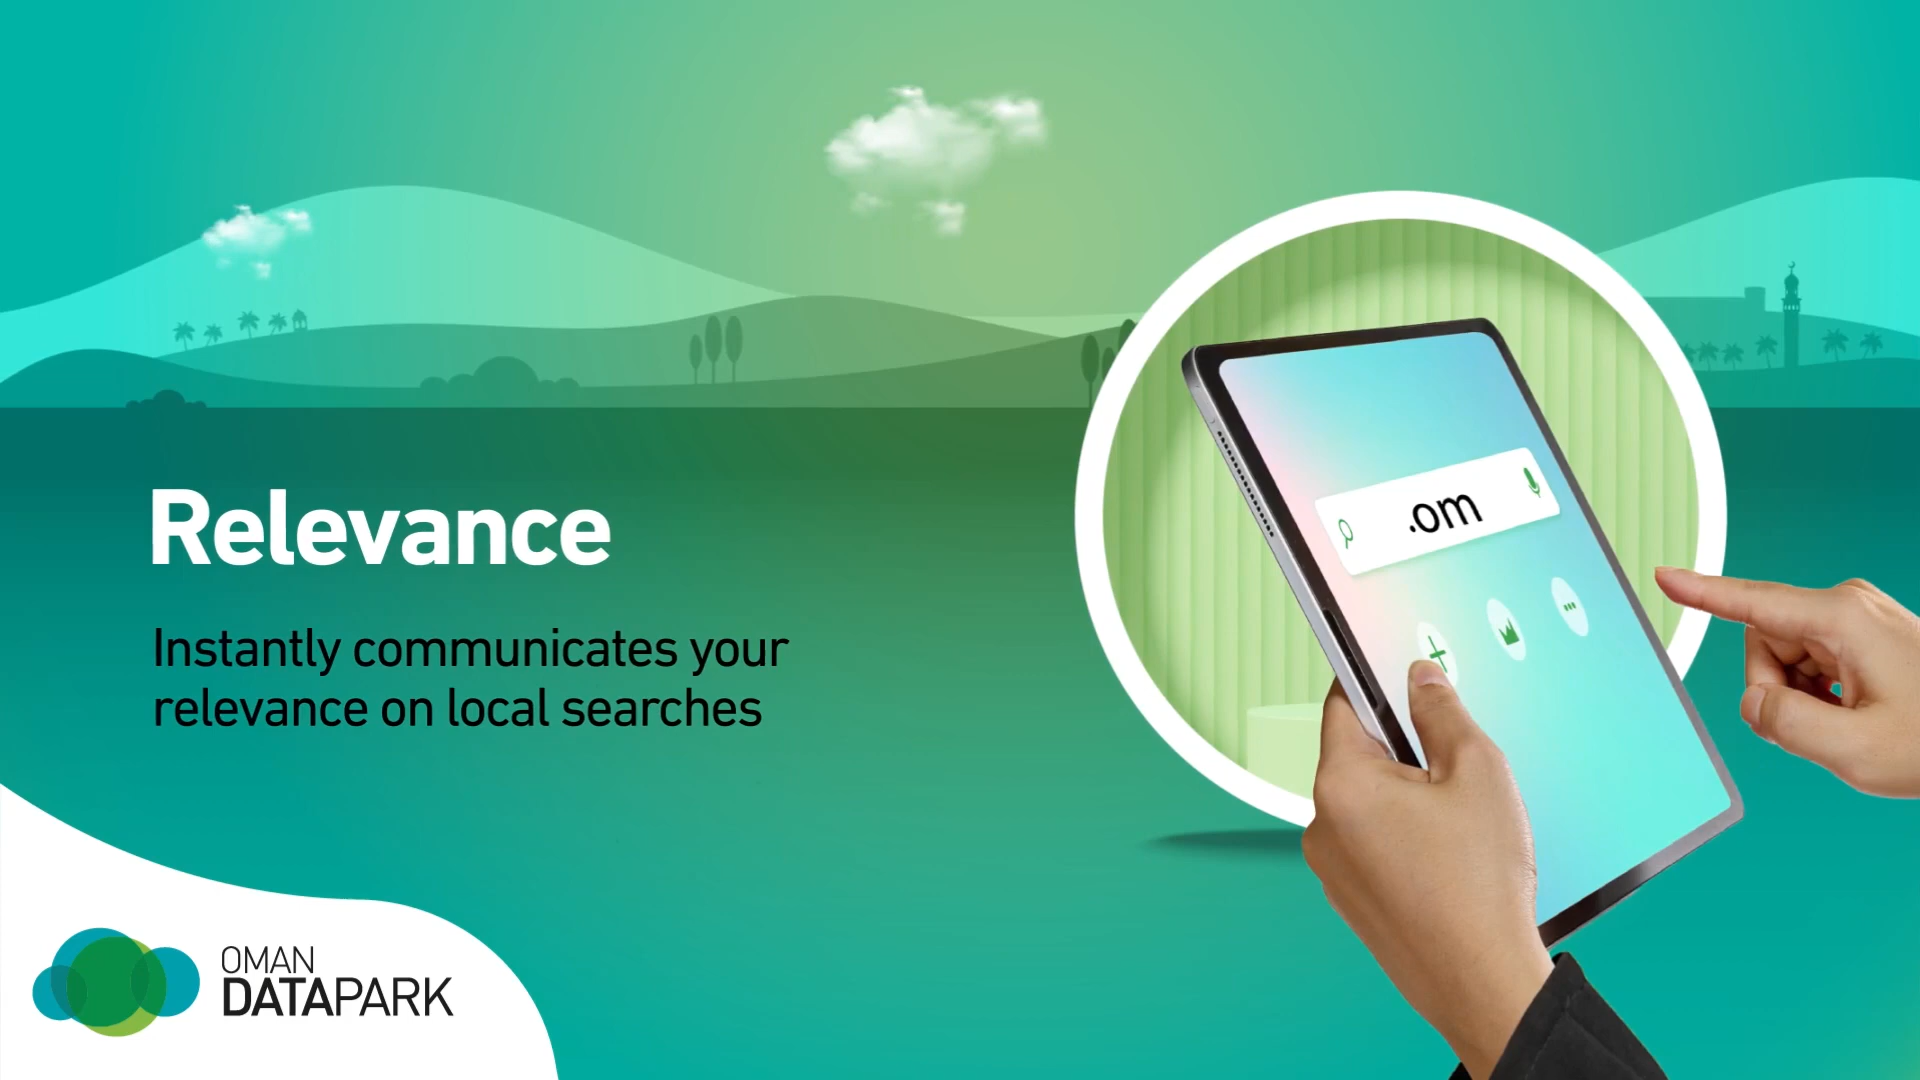 Relevance
Instantly communicates your
relevance on local searches
.om
OMAN
DATAPARK